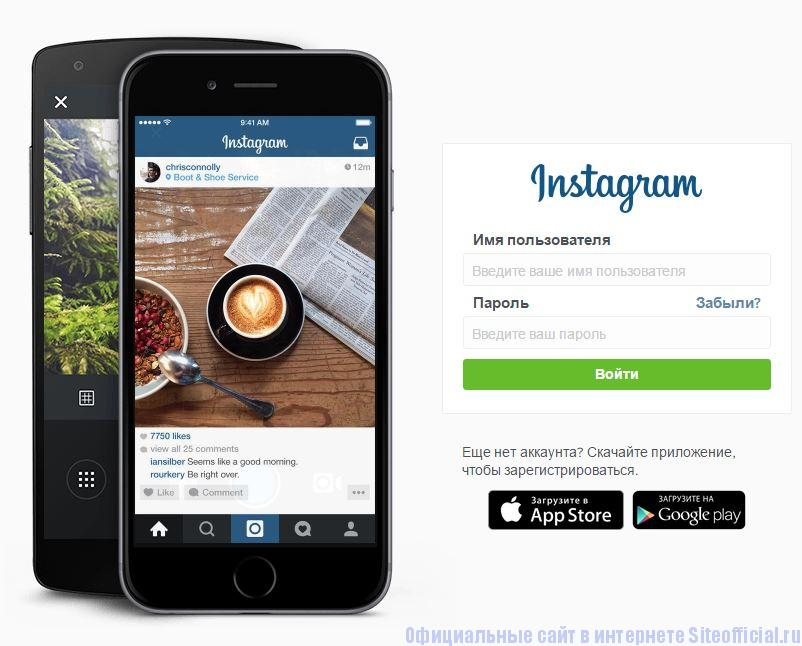 9:41 AM
Instagram
chrisconnolly
12m
Boot & Shoe Service
7750 likes
view all 25 comments
iansilber Seems like a good morning.
rourkery Be right over.
Like
Comment
Instagram
Имя пользователя
Введите ваше имя пользователя
Пароль
Забыли?
Введите ваш пароль
Войти
Еще нет аккаунта? Скачайте приложение,
чтобы зарегистрироваться.
Загрузите в
App Store
ЗАГРУЗИТЕ НА
Google play
Официальные сайт в интернете Siteofficial.ru